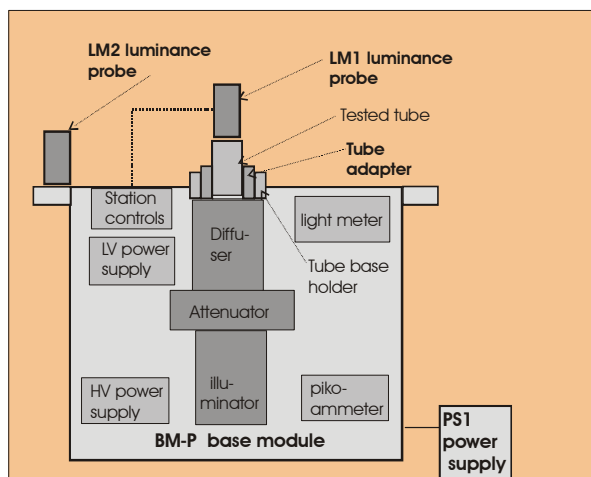 LM2 luminance
probe
LM1 luminance
probe
Tested tube
Tube
adapter
Station
controls
light meter
LV power
supply
Diffu-
ser
Tube base
holder
Attenuator
HV power
supply
illu-
minator
piko-
ammeter
BM-P base module
PS1
power
supply